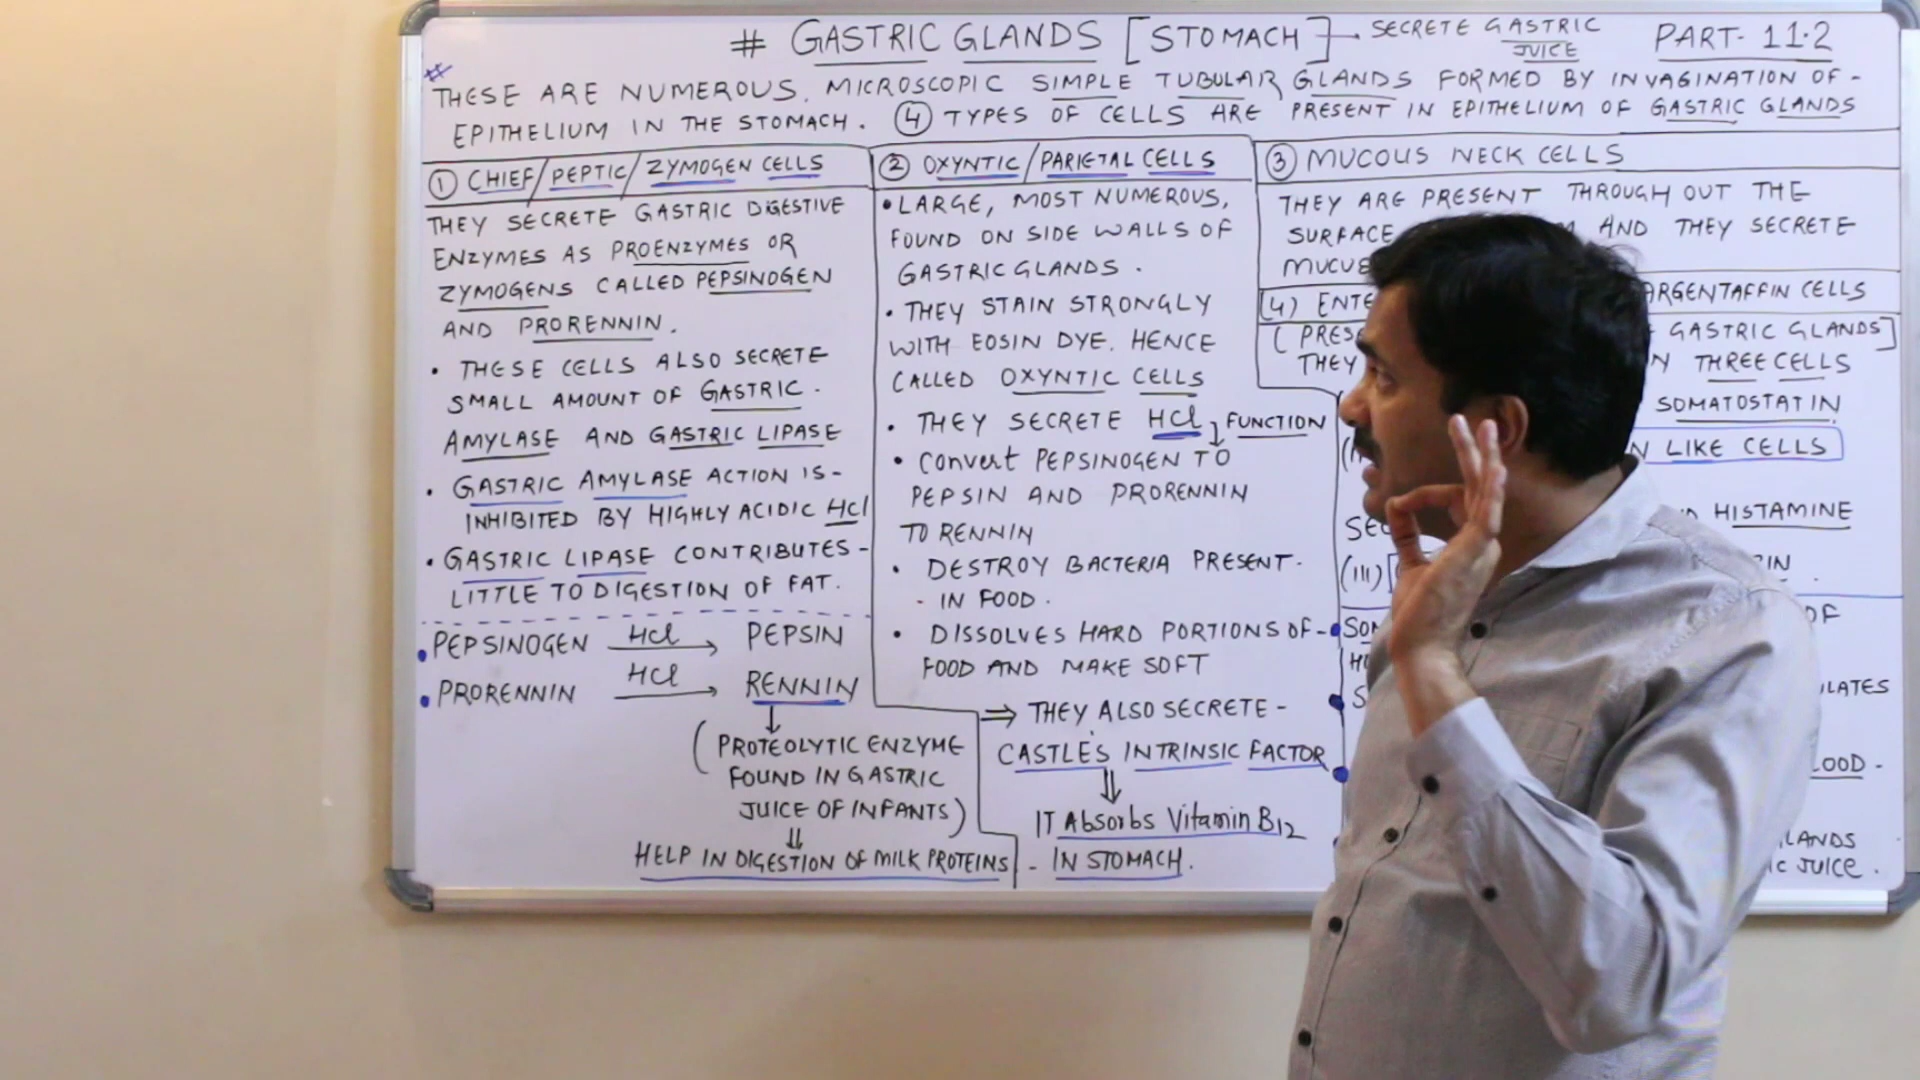 # GASTRIC GLANDS [STOMACH] → SECRETE GASTRIC JUICE
PART- 11.2
# THESE ARE NUMEROUS, MICROSCOPIC SIMPLE TUBULAR GLANDS FORMED BY INVAGINATION OF -
EPITHELIUM IN THE STOMACH. (4) TYPES OF CELLS ARE PRESENT IN EPITHELIUM OF GASTRIC GLANDS
(1) CHIEF/PEPTIC/ZYMOGEN CELLS
THEY SECRETE GASTRIC DIGESTIVE
ENZYMES AS PROENZYMES OR
ZYMOGENS CALLED PEPSINOGEN
AND PRORENNIN.
• THESE CELLS ALSO SECRETE
SMALL AMOUNT OF GASTRIC.
AMYLASE AND GASTRIC LIPASE
• GASTRIC AMYLASE ACTION IS-
INHIBITED BY HIGHLY ACIDIC HCl
• GASTRIC LIPASE CONTRIBUTES-
LITTLE TO DIGESTION OF FAT.
• PEPSINOGEN HCl → PEPSIN
• PRORENNIN HCl → RENNIN
↓
(PROTEOLYTIC ENZYME
FOUND IN GASTRIC
JUICE OF INFANTS)
⇓
HELP IN DIGESTION OF MILK PROTEINS
(2) OXYNTIC/PARIETAL CELLS
• LARGE, MOST NUMEROUS,
FOUND ON SIDE WALLS OF
GASTRIC GLANDS.
• THEY STAIN STRONGLY
WITH EOSIN DYE. HENCE
CALLED OXYNTIC CELLS
• THEY SECRETE HCl → FUNCTION
• Convert PEPSINOGEN TO
PEPSIN AND PRORENNIN
TO RENNIN
• DESTROY BACTERIA PRESENT.
- IN FOOD.
• DISSOLVES HARD PORTIONS OF-
FOOD AND MAKE SOFT
⇒ THEY ALSO SECRETE -
CASTLE'S INTRINSIC FACTOR
⇓
IT Absorbs Vitamin B12
- IN STOMACH.
(3) MUCOUS NECK CELLS
THEY ARE PRESENT THROUGH OUT THE
SURFACE AND THEY SECRETE
(4) ARGENTAFFIN CELLS
GASTRIC GLANDS]
THEY THREE CELLS
SOMATOSTATIN
LIKE CELLS
HISTAMINE
(III)
OF
JUICE.